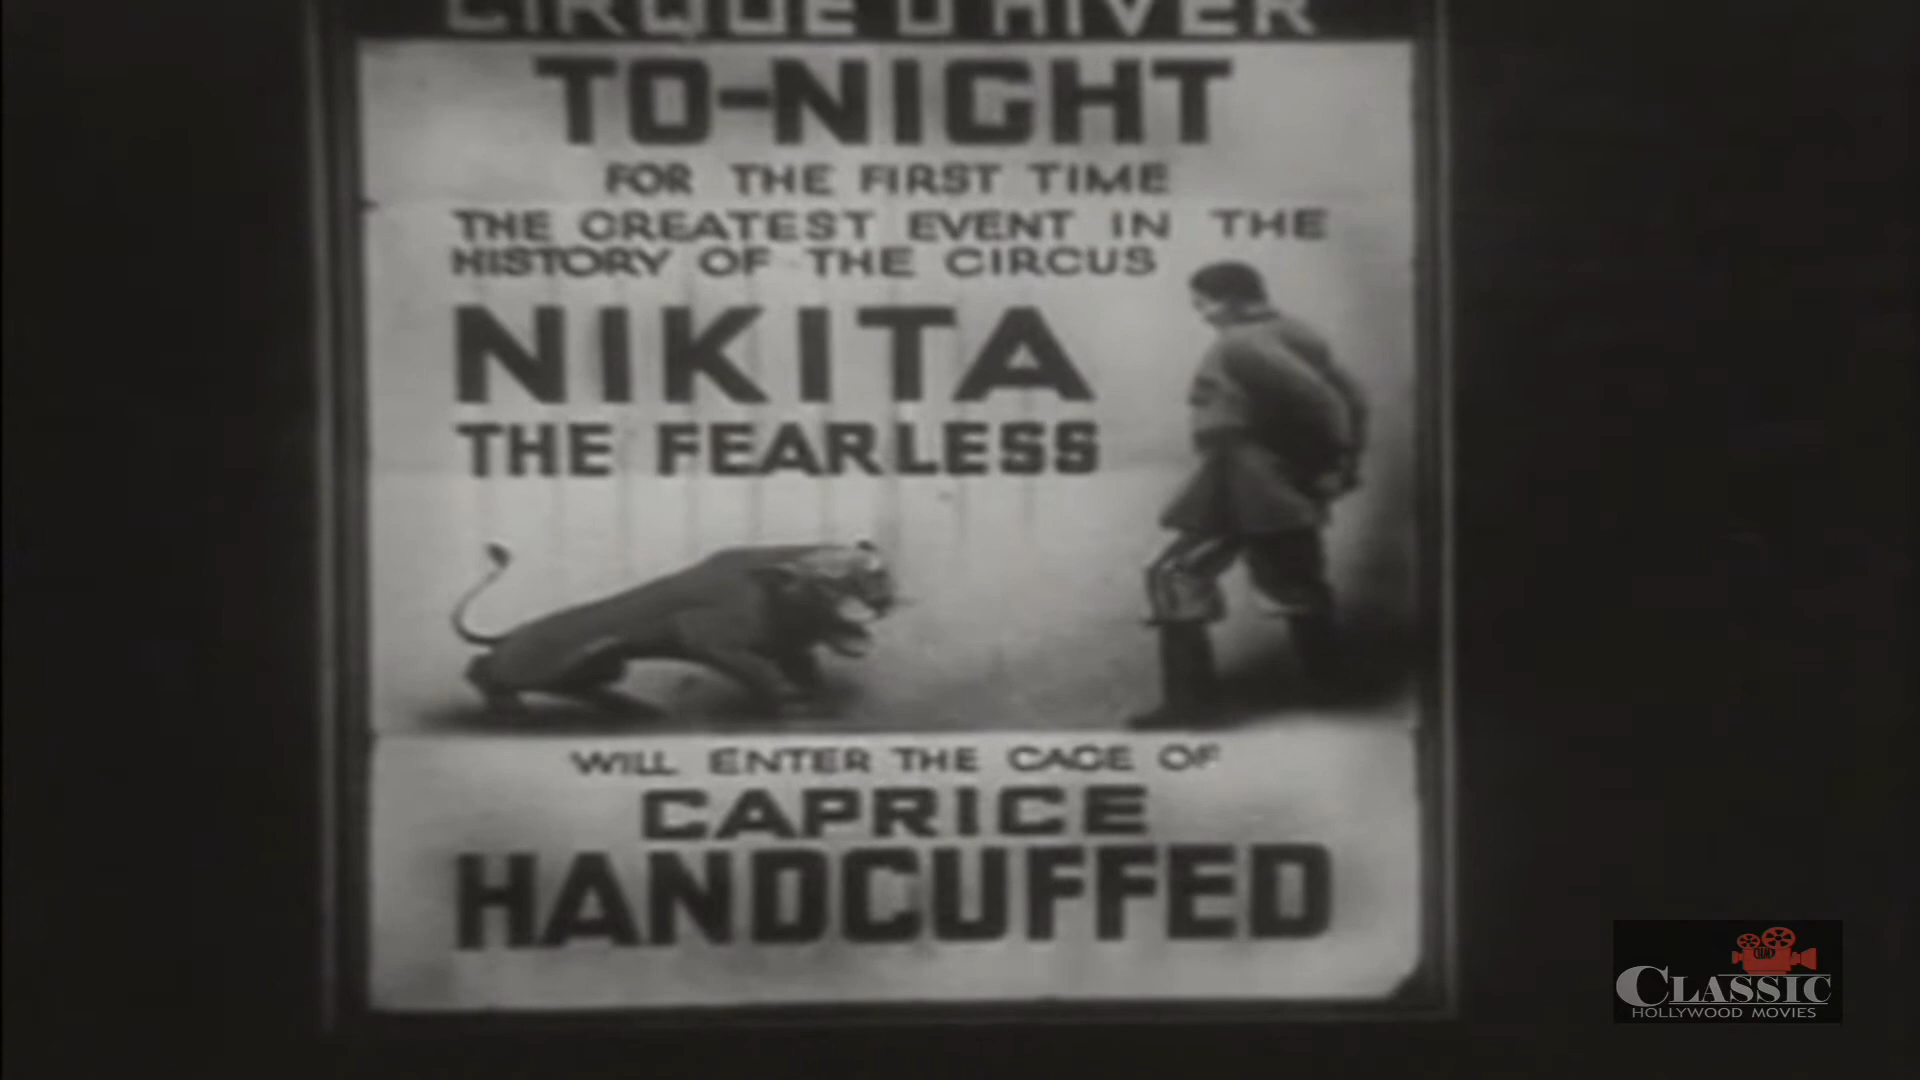 CIRQUE D'HIVER
TO-NIGHT
FOR THE FIRST TIME
THE GREATEST EVENT IN THE
HISTORY OF THE CIRCUS
NIKITA
THE FEARLESS
WILL ENTER THE CAGE OF
CAPRICE
HANDCUFFED
CLASSIC
HOLLYWOOD MOVIES